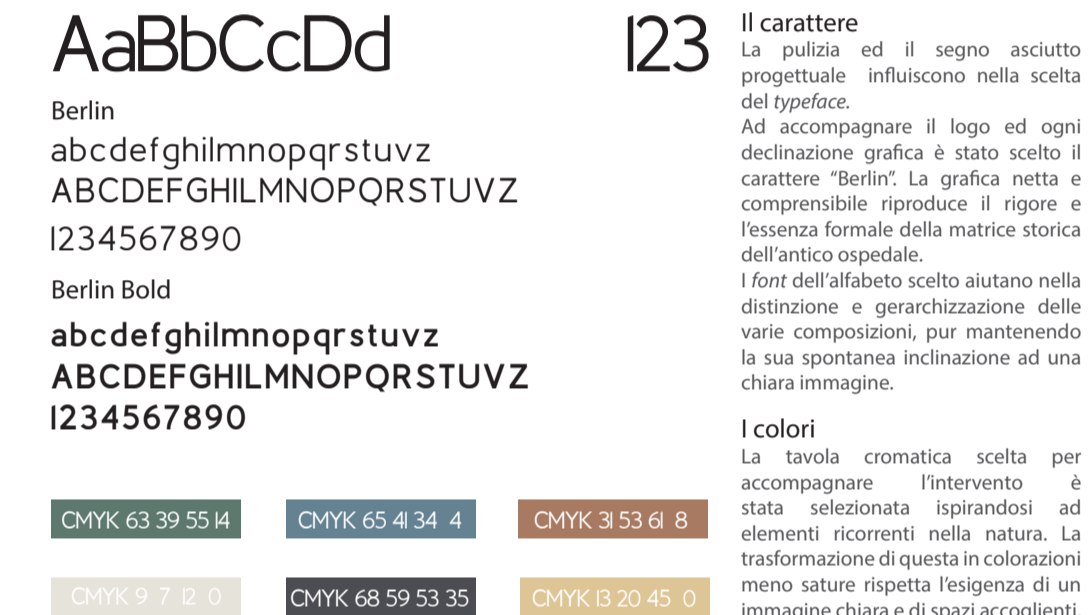 AaBbCcDd
123
Berlin
abcdefghilmnopqrstuvz
ABCDEFGHILMNOPQRSTUVZ
1234567890
Berlin Bold
abcdefghilmnopqrstuvz
ABCDEFGHILMNOPQRSTUVZ
1234567890
CMYK 63 39 55 14
CMYK 65 41 34 4
CMYK 31 53 61 8
CMYK 9 7 12 0
CMYK 68 59 53 35
CMYK 13 20 45 0
Il carattere
La pulizia ed il segno asciutto
progettuale influiscono nella scelta
del typeface.
Ad accompagnare il logo ed ogni
declinazione grafica è stato scelto il
carattere “Berlin”. La grafica netta e
comprensibile riproduce il rigore e
l’essenza formale della matrice storica
dell’antico ospedale.
I font dell’alfabeto scelto aiutano nella
distinzione e gerarchizzazione delle
varie composizioni, pur mantenendo
la sua spontanea inclinazione ad una
chiara immagine.
I colori
La tavola cromatica scelta per
accompagnare l’intervento è
stata selezionata ispirandosi ad
elementi ricorrenti nella natura. La
trasformazione di questa in colorazioni
meno sature rispetta l’esigenza di un
immagine chiara e di spazi accoglienti